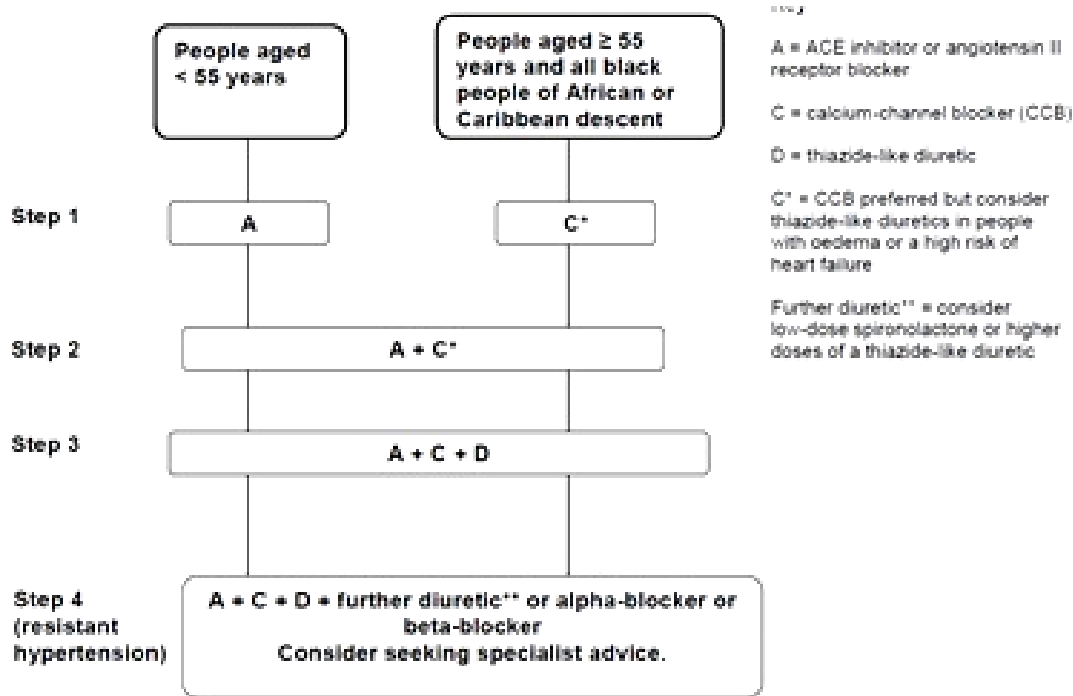 People aged
< 55 years
People aged ≥ 55
years and all black
people of African or
Caribbean descent
Step 1
A
C*
Step 2
A + C*
Step 3
A + C + D
Step 4
(resistant
hypertension)
A + C + D + further diuretic** or alpha-blocker or
beta-blocker
Consider seeking specialist advice.
A = ACE inhibitor or angiotensin II
receptor blocker
C = calcium-channel blocker (CCB)
D = thiazide-like diuretic
C* = CCB preferred but consider
thiazide-like diuretics in people
with oedema or a high risk of
heart failure
Further diuretic** = consider
low-dose spironolactone or higher
doses of a thiazide-like diuretic